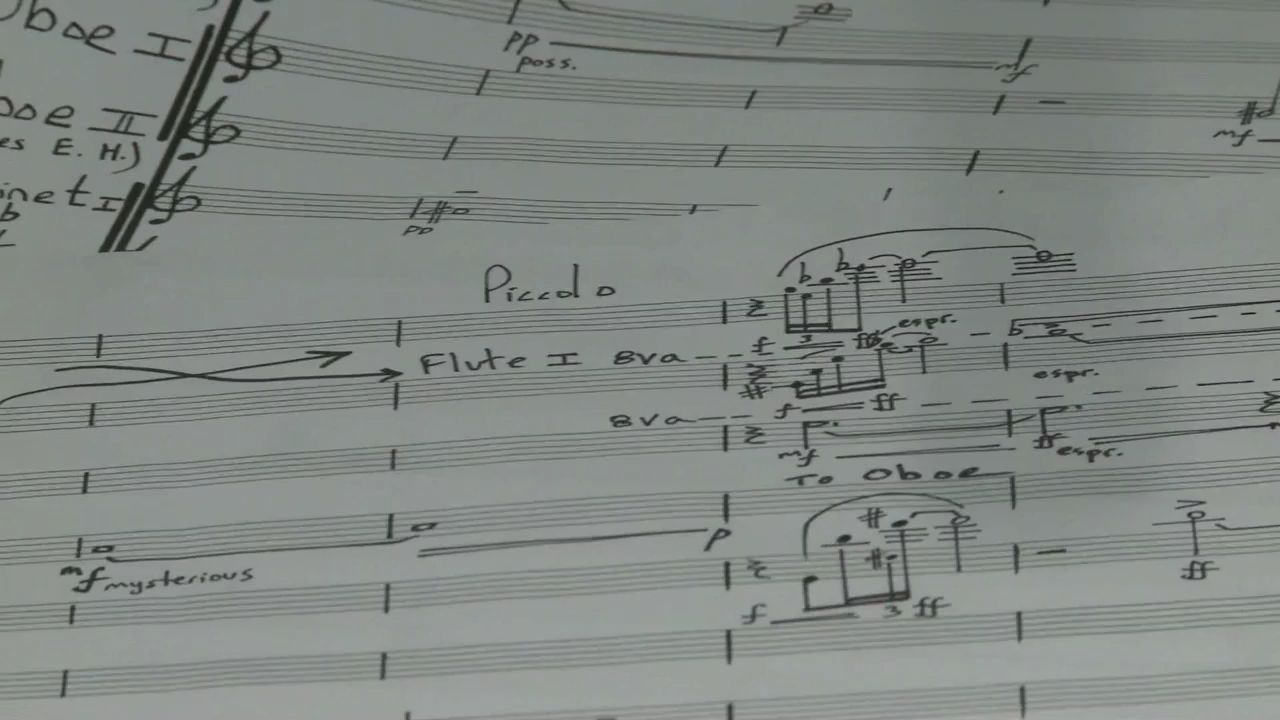 Oboe I
pp
poss.
mf
oboe II
es E. H.)
mf
inet I
b
pp
Piccolo
f 3 ff espr.
Flute I 8va
espr.
8va f ff
mf ff espr.
To Oboe
p
mf mysterious
ff
f 3 ff